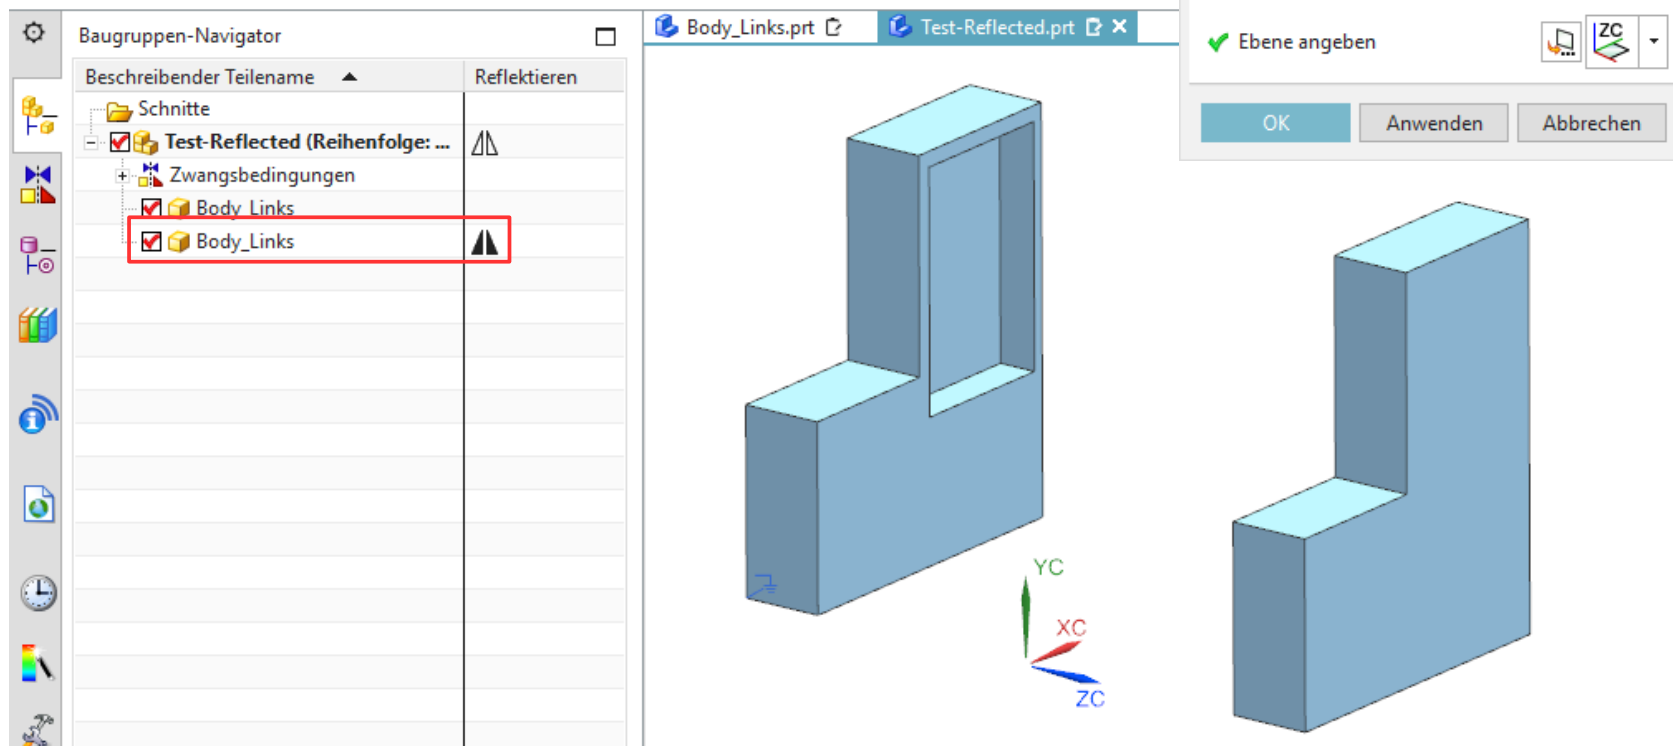 Baugruppen-Navigator
Beschreibender Teilename Reflektieren
Schnitte
Test-Reflected (Reihenfolge: ...
Zwangsbedingungen
Body_Links
Body_Links
Body_Links.prt
Test-Reflected.prt
Ebene angeben
ZC
OK Anwenden Abbrechen
YC
XC
ZC